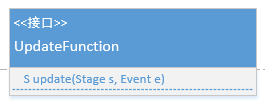 <<接口>>
UpdateFunction
S update(Stage s, Event e)